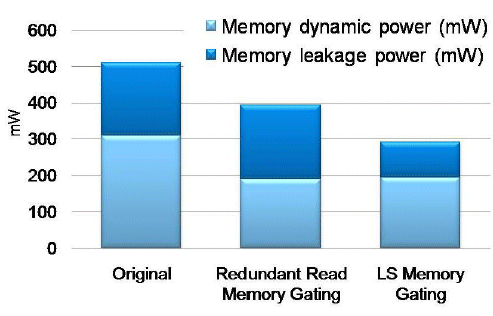 Memory dynamic power (mW)
Memory leakage power (mW)
600
500
400
300
200
100
0
mW
Original
Redundant Read
Memory Gating
LS Memory
Gating